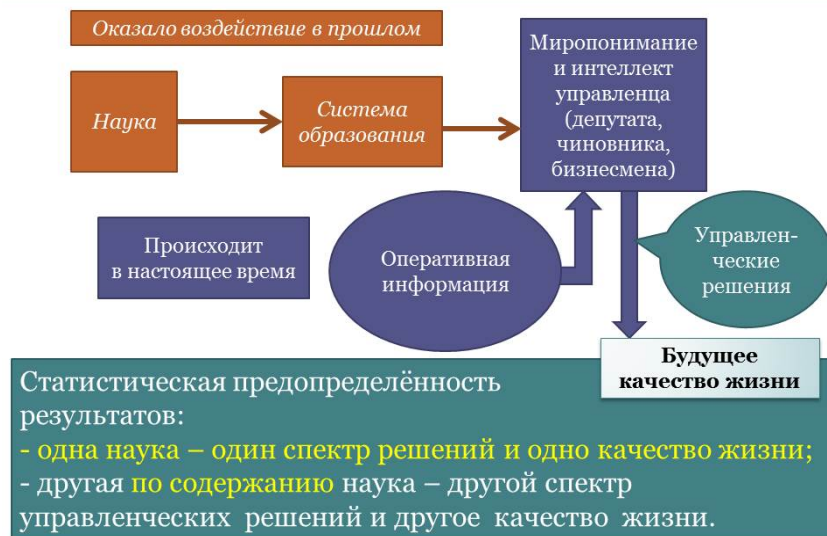 Оказало воздействие в прошлом
Наука
Система
образования
Миропонимание
и интеллект
управленца
(депутата,
чиновника,
бизнесмена)
Происходит
в настоящее время
Оперативная
информация
Управлен-
ческие
решения
Будущее
качество жизни
Статистическая предопределённость
результатов:
- одна наука – один спектр решений и одно качество жизни;
- другая по содержанию наука – другой спектр
управленческих решений и другое качество жизни.